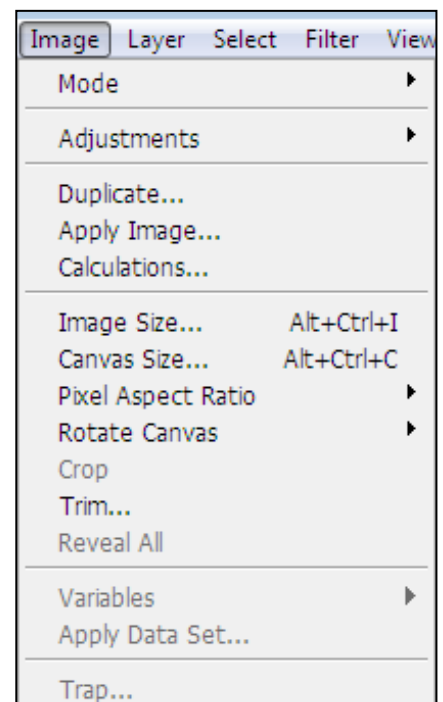 Image Layer Select Filter View
Mode
Adjustments
Duplicate...
Apply Image...
Calculations...
Image Size... Alt+Ctrl+I
Canvas Size... Alt+Ctrl+C
Pixel Aspect Ratio
Rotate Canvas
Crop
Trim...
Reveal All
Variables
Apply Data Set...
Trap...